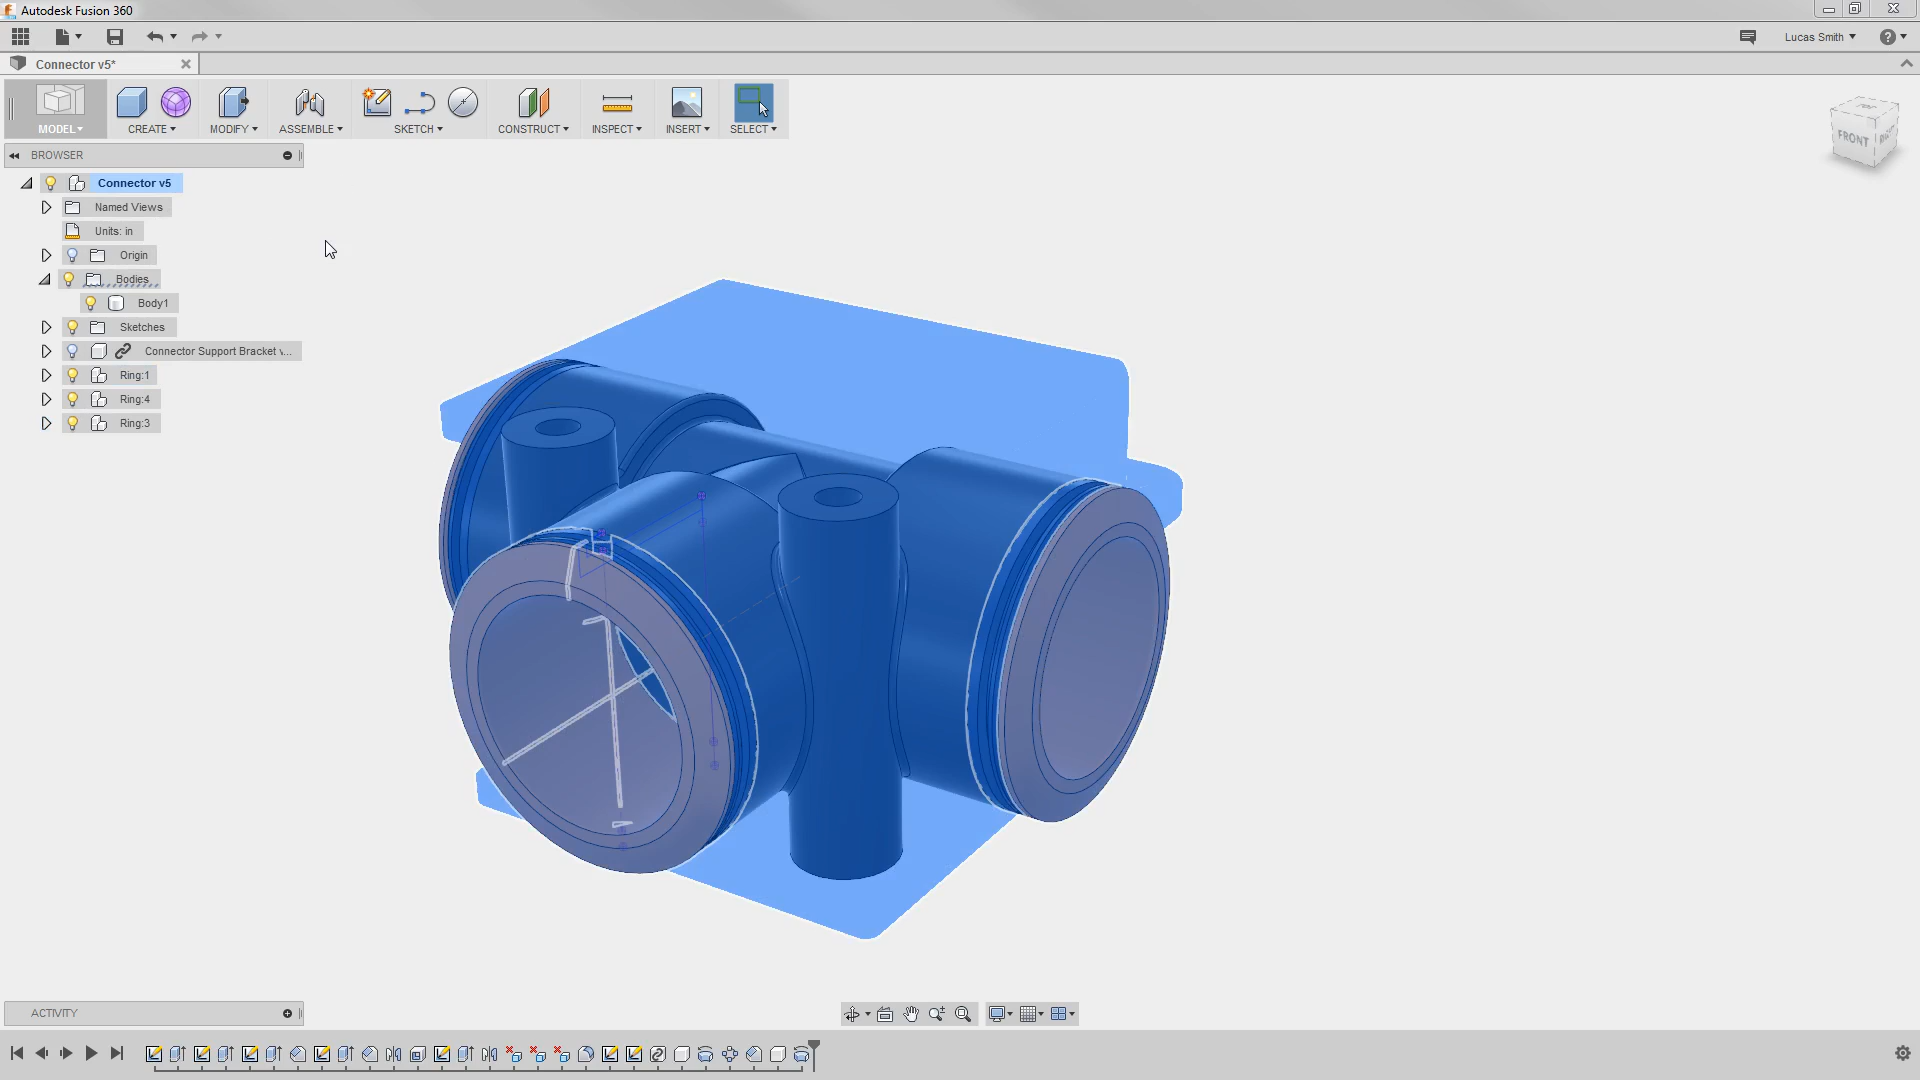 Autodesk Fusion 360
Lucas Smith
Connector v5*
MODEL
CREATE
MODIFY
ASSEMBLE
SKETCH
CONSTRUCT
INSPECT
INSERT
SELECT
BROWSER
Connector v5
Named Views
Units: in
Origin
Bodies
Body1
Sketches
Connector Support Bracket v...
Ring:1
Ring:4
Ring:3
TOP
FRONT
RIGHT
ACTIVITY